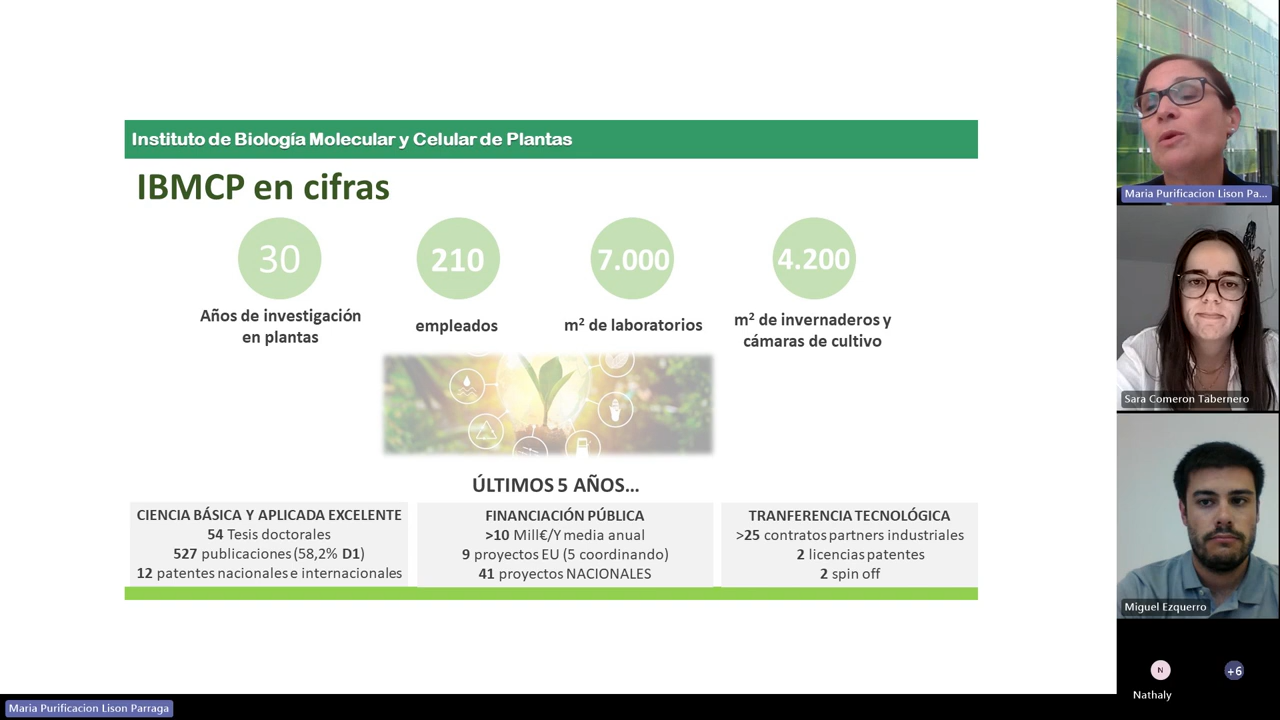 Instituto de Biología Molecular y Celular de Plantas
IBMCP en cifras
30
210
7.000
4.200
Años de investigación
en plantas
empleados
m² de laboratorios
m² de invernaderos y
cámaras de cultivo
ÚLTIMOS 5 AÑOS...
CIENCIA BÁSICA Y APLICADA EXCELENTE
54 Tesis doctorales
527 publicaciones (58,2% D1)
12 patentes nacionales e internacionales
FINANCIACIÓN PÚBLICA
>10 Mill€/Y media anual
9 proyectos EU (5 coordinando)
41 proyectos NACIONALES
TRANFERENCIA TECNOLÓGICA
>25 contratos partners industriales
2 licencias patentes
2 spin off
Maria Purificacion Lison Pa...
Sara Comeron Tabernero
Miguel Ezquerro
N
+6
Nathaly
Maria Purificacion Lison Parraga